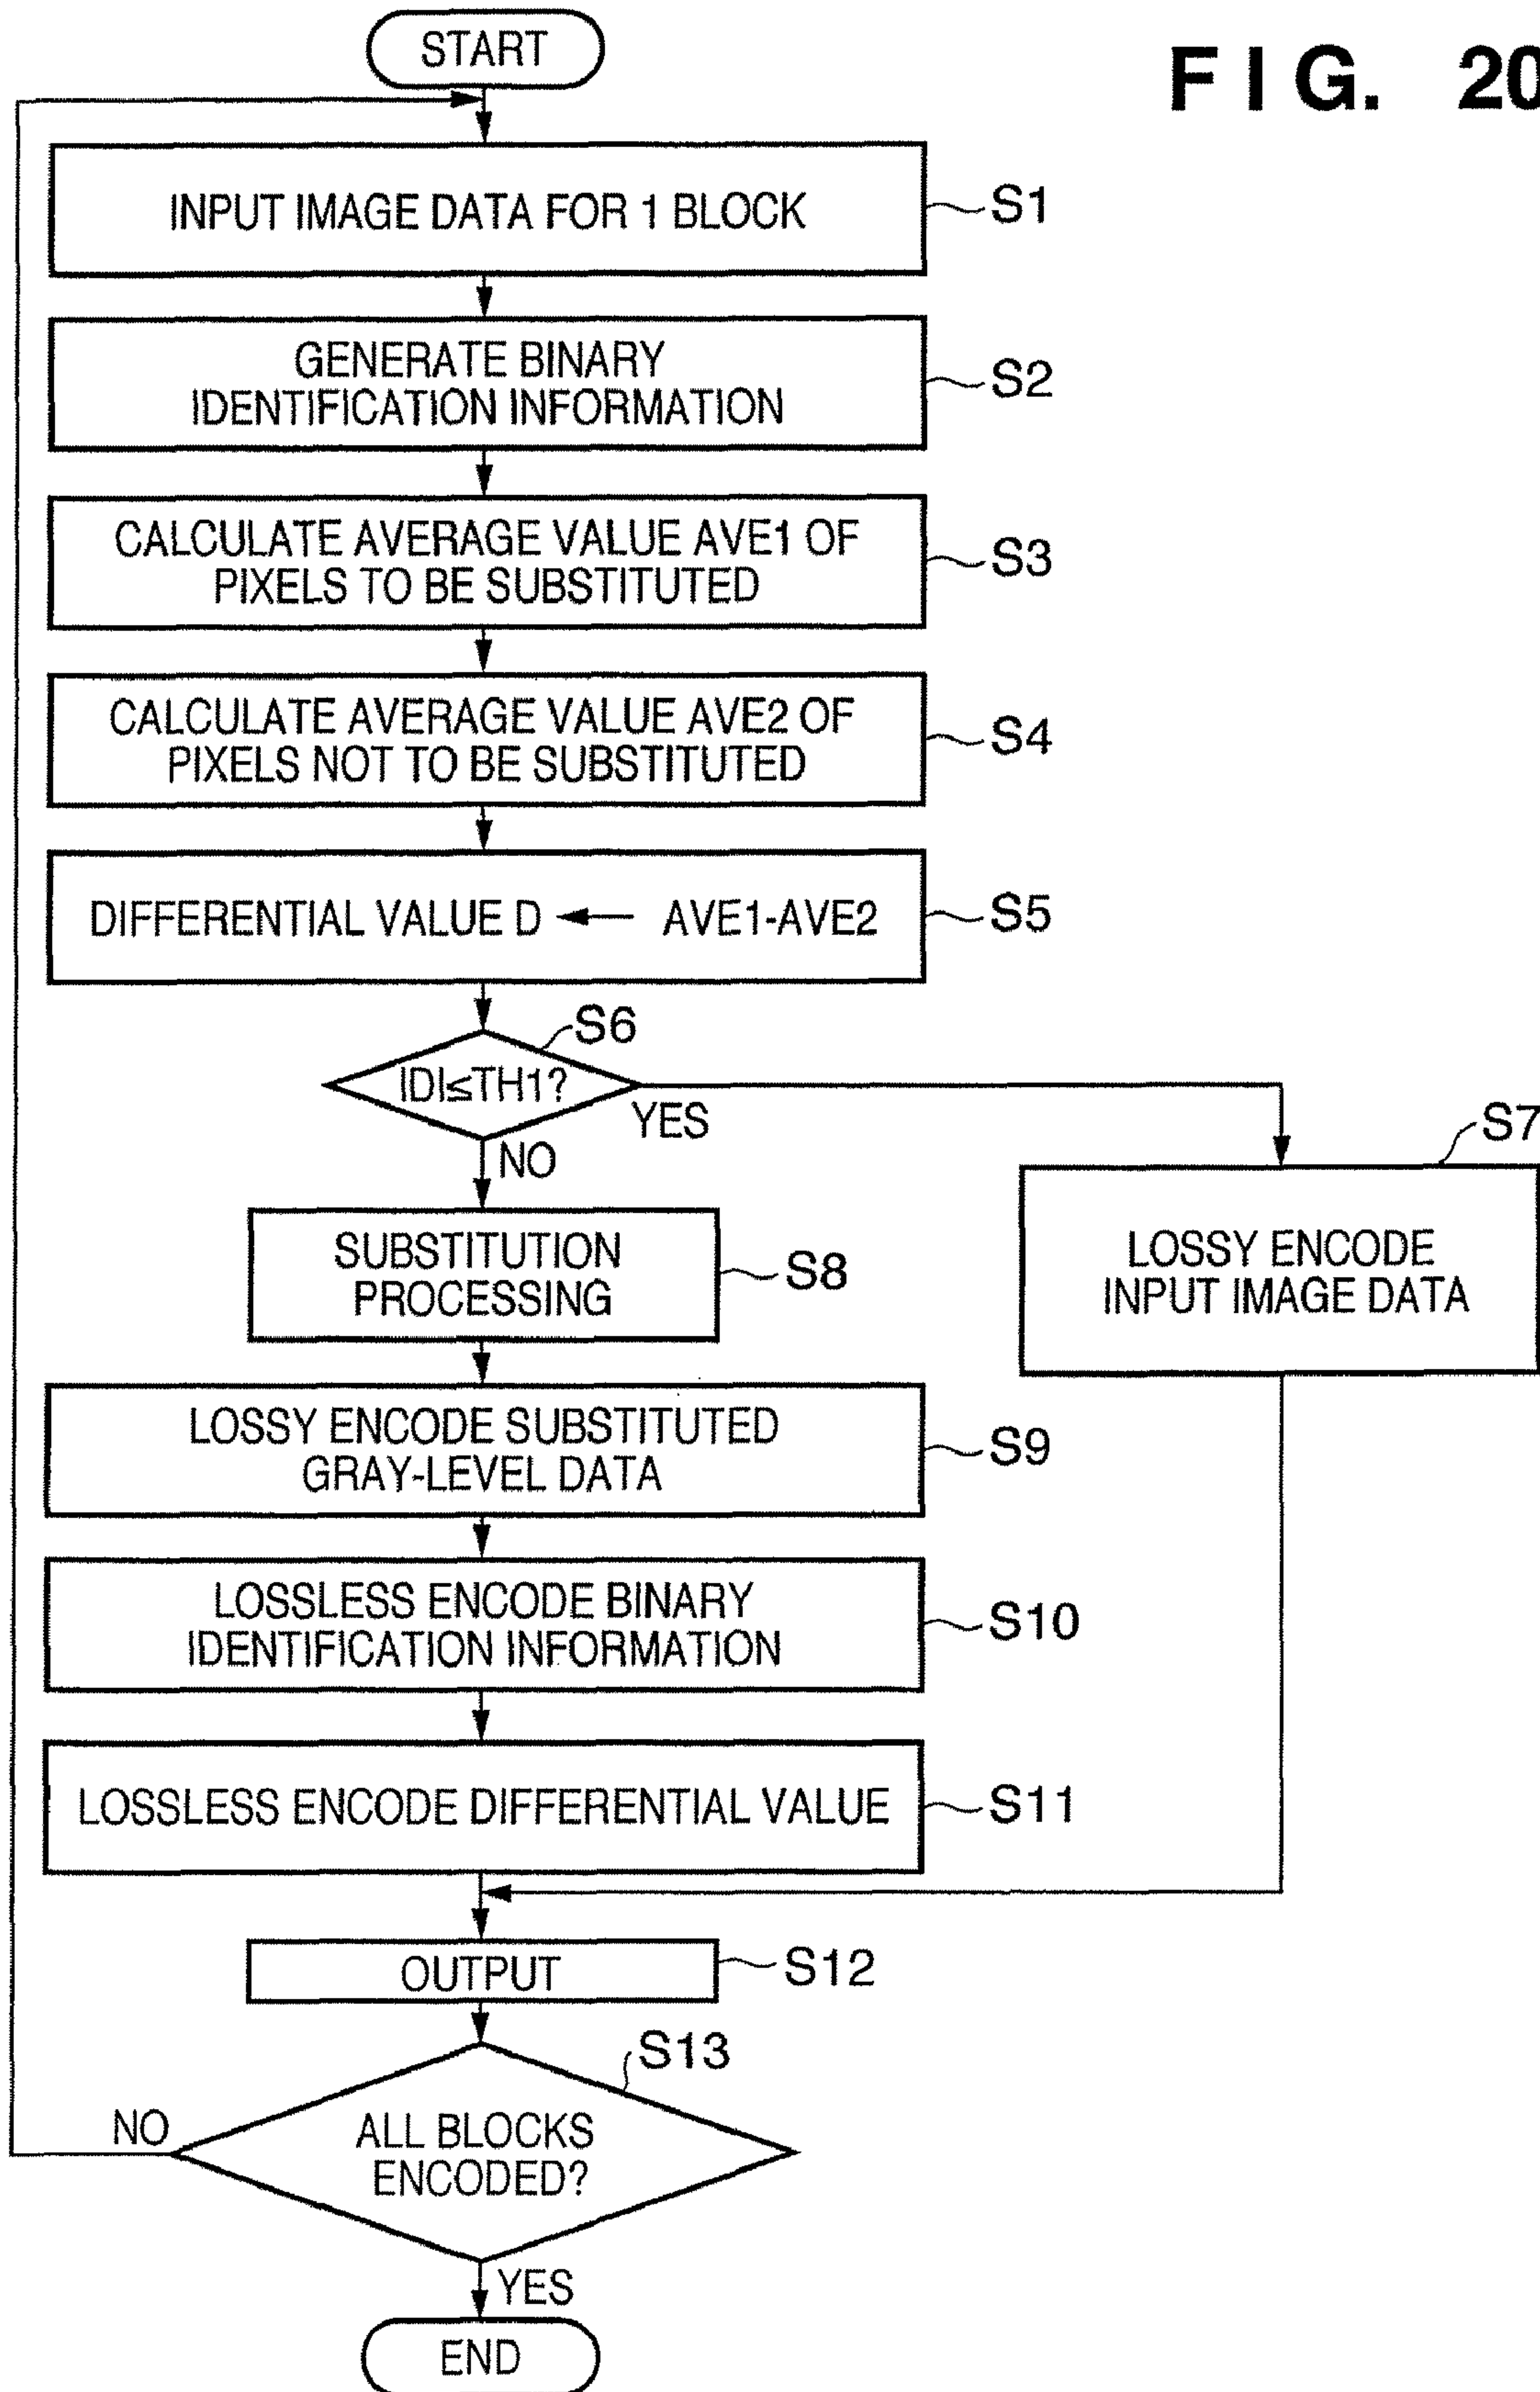 START
F I G. 20
INPUT IMAGE DATA FOR 1 BLOCK
S1
GENERATE BINARY
IDENTIFICATION INFORMATION
S2
CALCULATE AVERAGE VALUE AVE1 OF
PIXELS TO BE SUBSTITUTED
S3
CALCULATE AVERAGE VALUE AVE2 OF
PIXELS NOT TO BE SUBSTITUTED
S4
DIFFERENTIAL VALUE D ← AVE1-AVE2
S5
S6
|D|≤TH1?
YES
NO
S7
LOSSY ENCODE
INPUT IMAGE DATA
SUBSTITUTION
PROCESSING
S8
LOSSY ENCODE SUBSTITUTED
GRAY-LEVEL DATA
S9
LOSSLESS ENCODE BINARY
IDENTIFICATION INFORMATION
S10
LOSSLESS ENCODE DIFFERENTIAL VALUE
S11
OUTPUT
S12
S13
ALL BLOCKS
ENCODED?
NO
YES
END